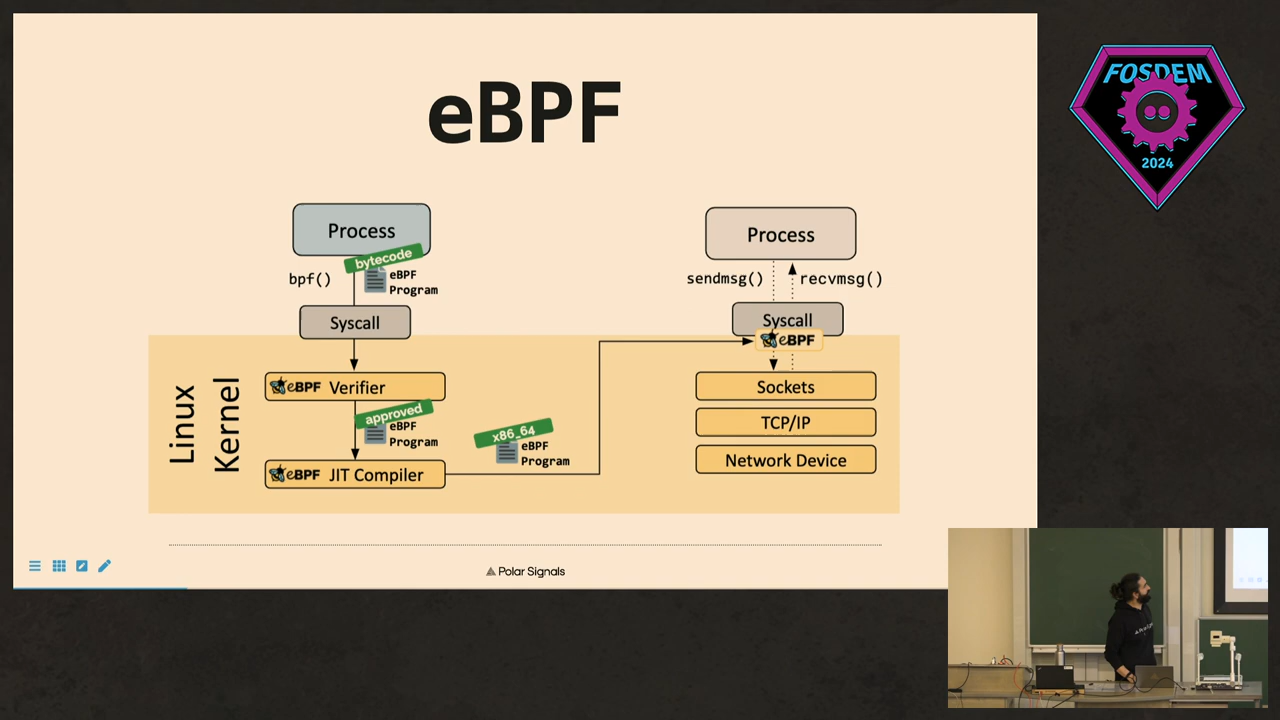 eBPF
FOSDEM
2024
Process
bytecode
bpf()
eBPF
Program
Syscall
Linux
Kernel
eBPF Verifier
approved
eBPF
Program
eBPF JIT Compiler
x86_64
eBPF
Program
Process
sendmsg()
recvmsg()
Syscall
eBPF
Sockets
TCP/IP
Network Device
Polar Signals